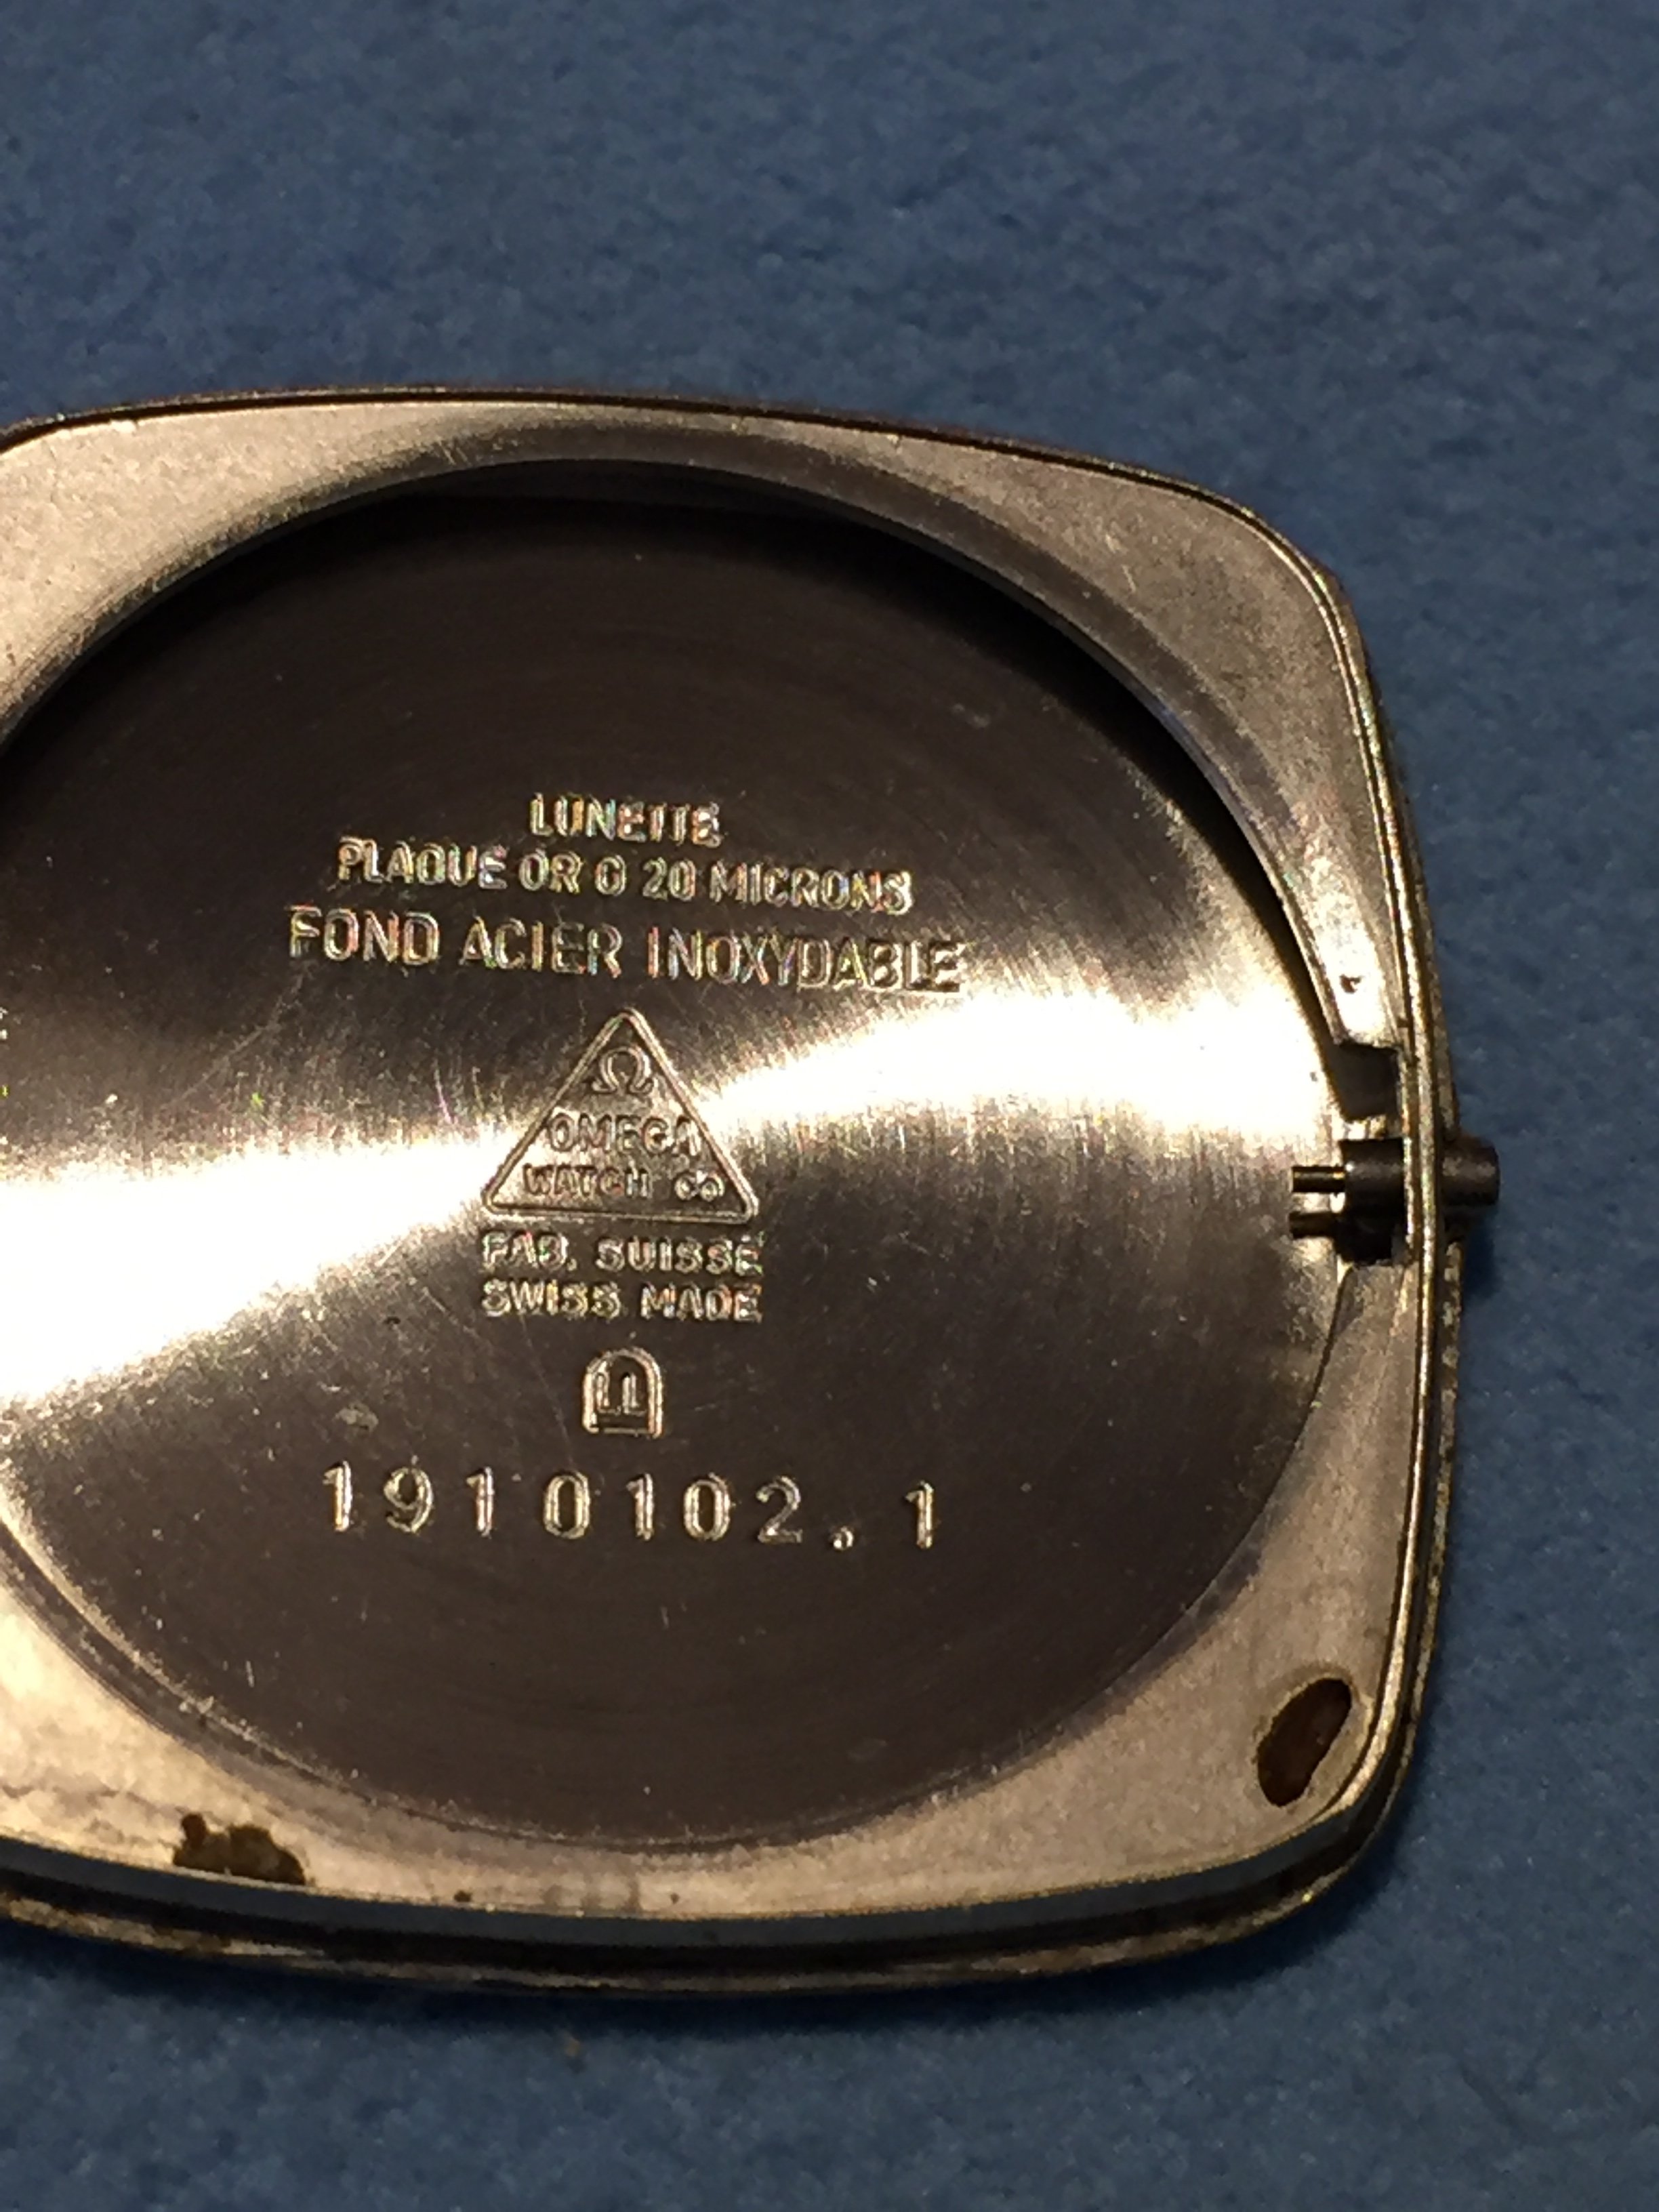 LUNETTE
PLAQUE OR G 20 MICRONS
FOND ACIER INOXYDABLE
Ω
OMEGA
WATCH Co
FAB. SUISSE
SWISS MADE
1910102.1